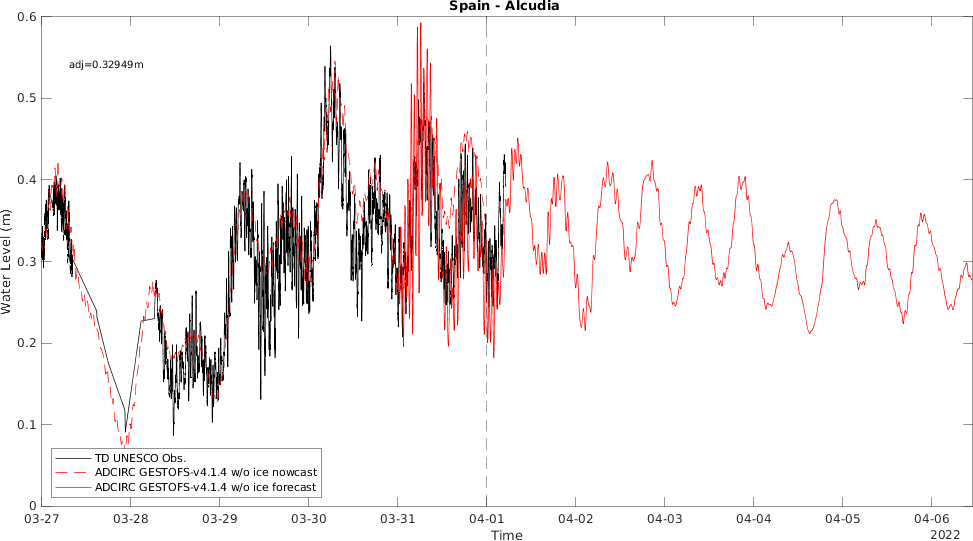 Spain - Alcudia
0.6
adj=0.32949m
0.5
0.4
0.3
0.2
0.1
0
Water Level (m)
TD UNESCO Obs.
ADCIRC GESTOFS-v4.1.4 w/o ice nowcast
ADCIRC GESTOFS-v4.1.4 w/o ice forecast
03-27 03-28 03-29 03-30 03-31 04-01 04-02 04-03 04-04 04-05 04-06
Time
2022